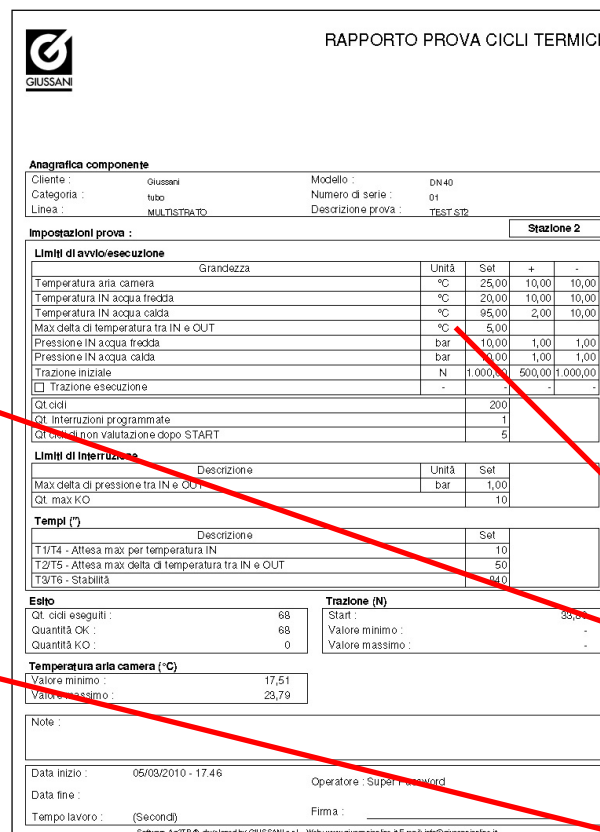 GIUSSANI
RAPPORTO PROVA CICLI TERMICI
Anagrafica componente
Cliente : Giussani Modello : DN40
Categoria : tubo Numero di serie : 01
Linea : MULTISTRATO Descrizione prova : TEST ST2
Impostazioni prova : Stazione 2
Limiti di avvio/esecuzione
Grandezza Unità Set + -
Temperatura aria camera °C 25,00 10,00 10,00
Temperatura IN acqua fredda °C 20,00 10,00 10,00
Temperatura IN acqua calda °C 95,00 2,00 10,00
Max delta di temperatura tra IN e OUT °C 5,00
Pressione IN acqua fredda bar 10,00 1,00 1,00
Pressione IN acqua calda bar 10,00 1,00 1,00
Trazione iniziale N 1.000,00 500,00 1.000,00
Trazione esecuzione - - - -
Qt cicli 200
Qt. Interruzioni programmate 1
Qt cicli di non valutazione dopo START 5
Limiti di interruzione
Descrizione Unità Set
Max delta di pressione tra IN e OUT bar 1,00
Qt. max KO 10
Tempi (")
Descrizione Set
T1/T4 - Attesa max per temperatura IN 10
T2/T5 - Attesa max delta di temperatura tra IN e OUT 50
T3/T6 - Stabilità 840
Esito Trazione (N)
Qt. cicli eseguiti : 68 Start :
Quantità OK : 68 Valore minimo : -
Quantità KO : 0 Valore massimo : -
Temperatura aria camera (°C)
Valore minimo : 17,51
Valore massimo : 23,79
Note :
Data inizio : 05/03/2010 - 17.46 Operatore : Super Password
Data fine :
Tempo lavoro : (Secondi) Firma :